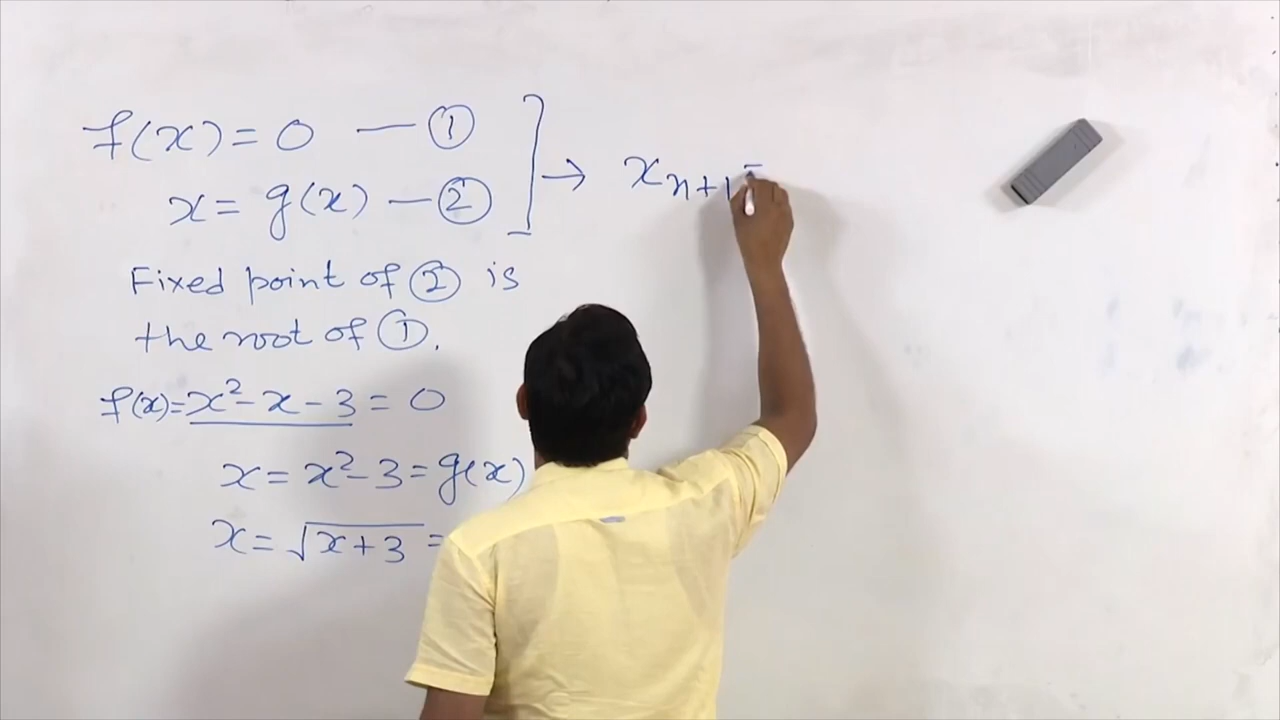 f(x) = 0 — ①
x = g(x) — ②
] → xₙ₊₁ =
Fixed point of ② is
the root of ①.
f(x) = x² - x - 3 = 0
x = x² - 3 = g(x)
x = √(x + 3) =